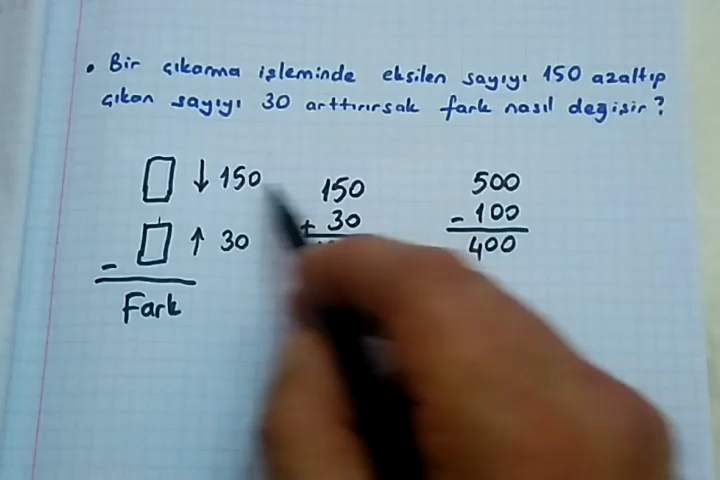 • Bir çıkarma işleminde eksilen sayıyı 150 azaltıp
çıkan sayıyı 30 arttırırsak fark nasıl değişir?
↓ 150
- ↑ 30
Fark
150
+ 30
500
- 100
400